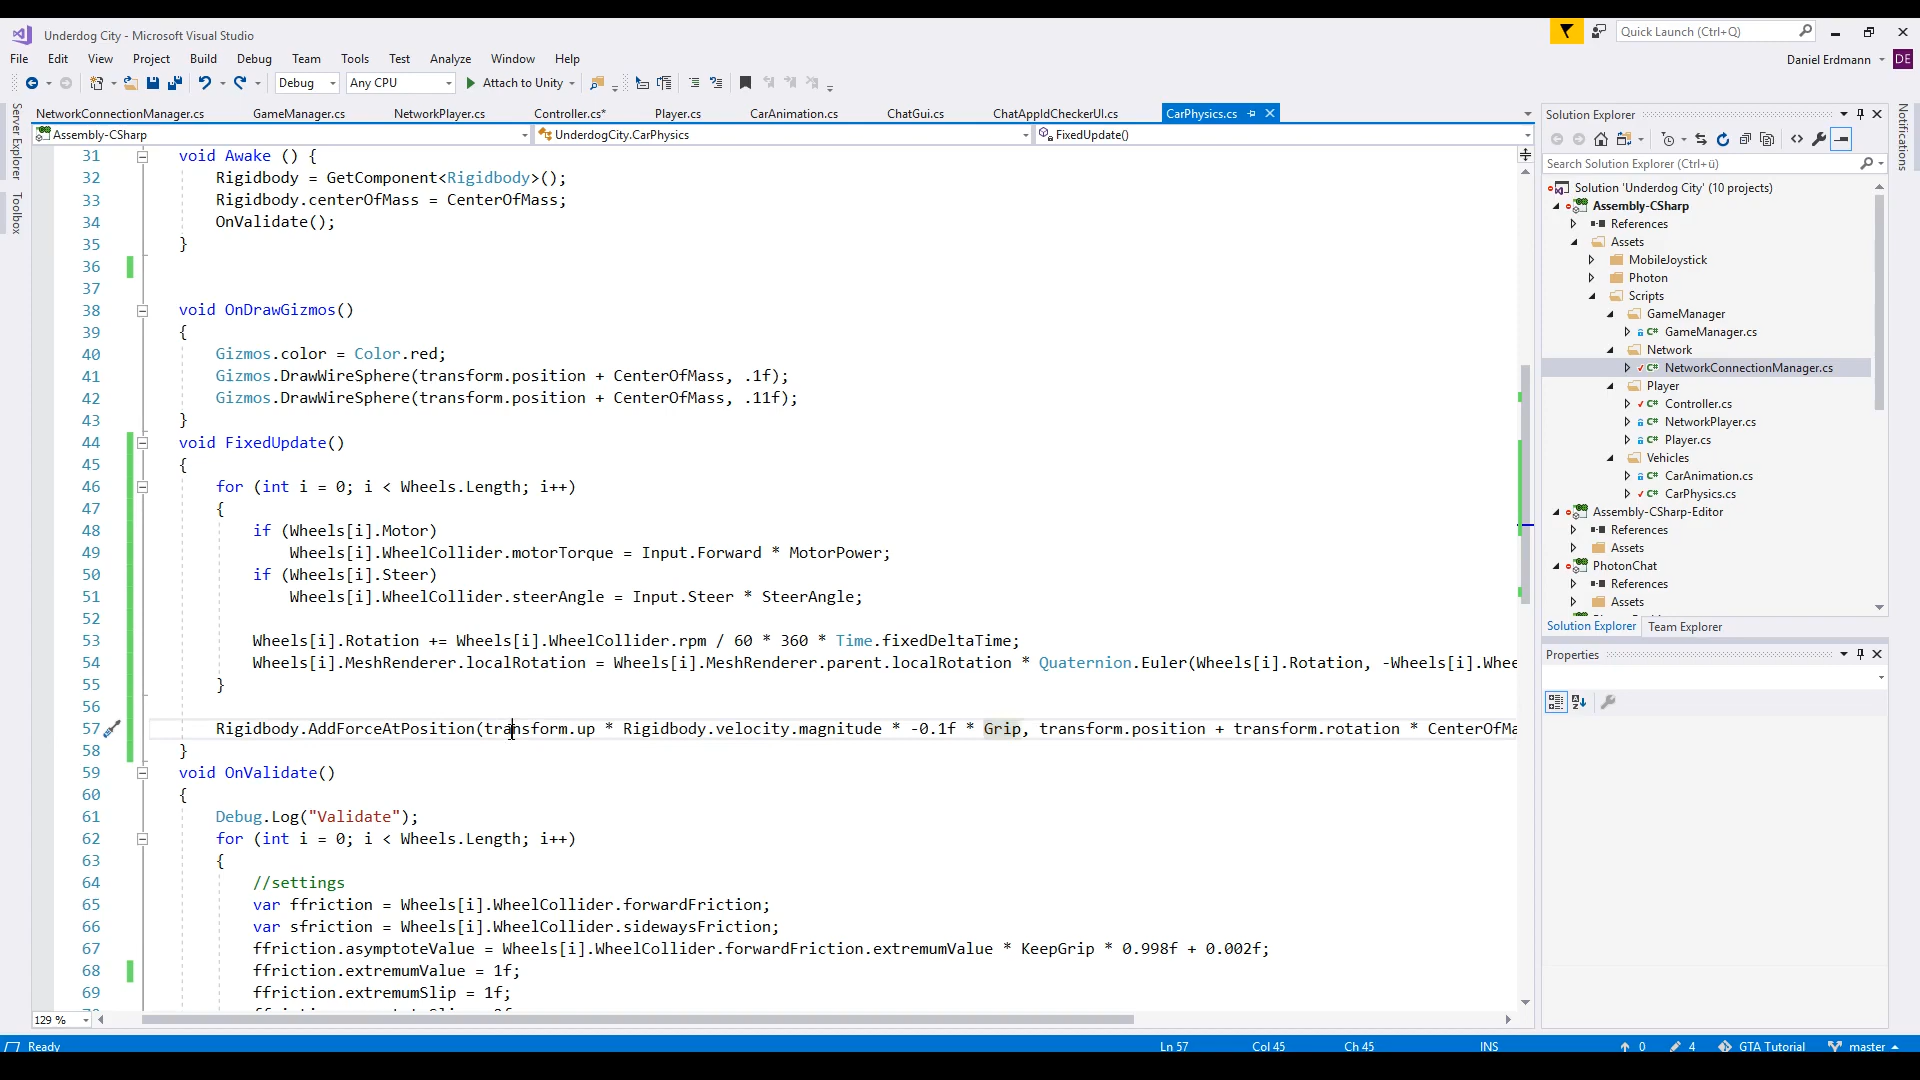 Underdog City - Microsoft Visual Studio
Quick Launch (Ctrl+Q)
File Edit View Project Build Debug Team Tools Test Analyze Window Help
Daniel Erdmann DE
Debug Any CPU Attach to Unity
NetworkConnectionManager.cs GameManager.cs NetworkPlayer.cs Controller.cs* Player.cs CarAnimation.cs ChatGui.cs ChatAppIdCheckerUI.cs CarPhysics.cs
Assembly-CSharp UnderdogCity.CarPhysics FixedUpdate()
Server Explorer
Toolbox
31 void Awake () {
32 Rigidbody = GetComponent<Rigidbody>();
33 Rigidbody.centerOfMass = CenterOfMass;
34 OnValidate();
35 }
36
37
38 void OnDrawGizmos()
39 {
40 Gizmos.color = Color.red;
41 Gizmos.DrawWireSphere(transform.position + CenterOfMass, .1f);
42 Gizmos.DrawWireSphere(transform.position + CenterOfMass, .11f);
43 }
44 void FixedUpdate()
45 {
46 for (int i = 0; i < Wheels.Length; i++)
47 {
48 if (Wheels[i].Motor)
49 Wheels[i].WheelCollider.motorTorque = Input.Forward * MotorPower;
50 if (Wheels[i].Steer)
51 Wheels[i].WheelCollider.steerAngle = Input.Steer * SteerAngle;
52
53 Wheels[i].Rotation += Wheels[i].WheelCollider.rpm / 60 * 360 * Time.fixedDeltaTime;
54 Wheels[i].MeshRenderer.localRotation = Wheels[i].MeshRenderer.parent.localRotation * Quaternion.Euler(Wheels[i].Rotation, -Wheels[i].Whee
55 }
56
57 Rigidbody.AddForceAtPosition(transform.up * Rigidbody.velocity.magnitude * -0.1f * Grip, transform.position + transform.rotation * CenterOfMa
58 }
59 void OnValidate()
60 {
61 Debug.Log("Validate");
62 for (int i = 0; i < Wheels.Length; i++)
63 {
64 //settings
65 var ffriction = Wheels[i].WheelCollider.forwardFriction;
66 var sfriction = Wheels[i].WheelCollider.sidewaysFriction;
67 ffriction.asymptoteValue = Wheels[i].WheelCollider.forwardFriction.extremumValue * KeepGrip * 0.998f + 0.002f;
68 ffriction.extremumValue = 1f;
69 ffriction.extremumSlip = 1f;
129 %
Solution Explorer
Search Solution Explorer (Ctrl+ü)
Solution 'Underdog City' (10 projects)
Assembly-CSharp
References
Assets
MobileJoystick
Photon
Scripts
GameManager
C# GameManager.cs
Network
C# NetworkConnectionManager.cs
Player
C# Controller.cs
C# NetworkPlayer.cs
C# Player.cs
Vehicles
C# CarAnimation.cs
C# CarPhysics.cs
Assembly-CSharp-Editor
References
Assets
PhotonChat
References
Assets
Solution Explorer Team Explorer
Properties
Notifications
Ready Ln 57 Col 45 Ch 45 INS 0 4 GTA Tutorial master